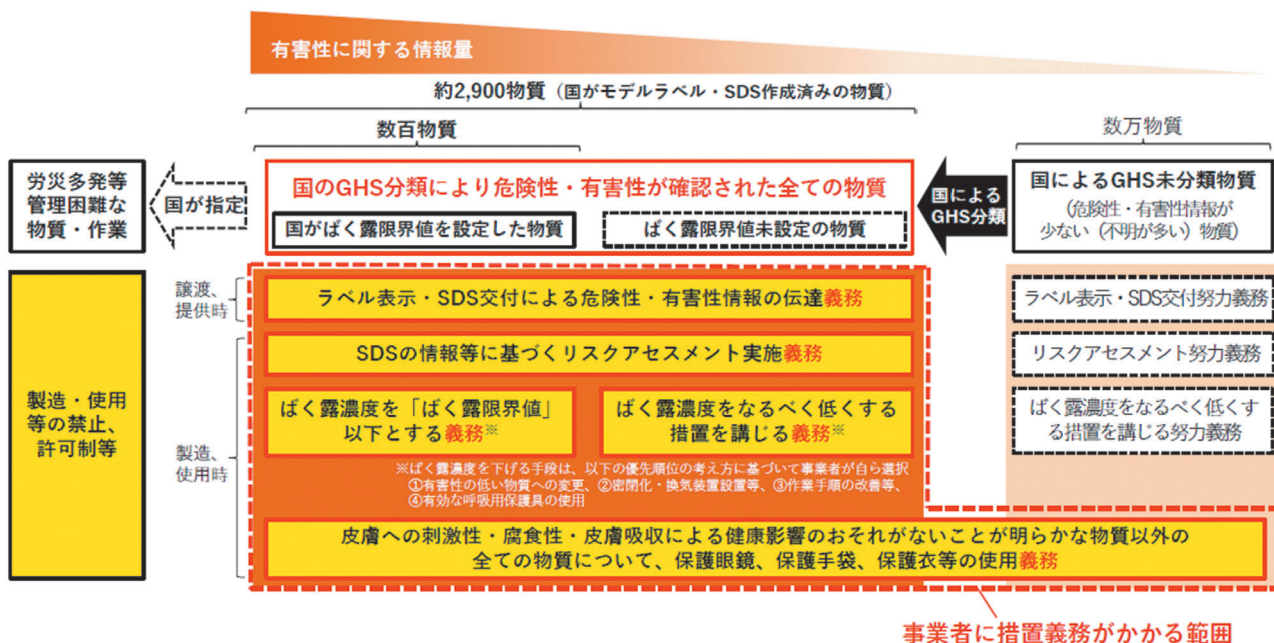 有害性に関する情報量
約2,900物質（国がモデルラベル・SDS作成済みの物質）
数百物質
数万物質
労災多発等
管理困難な
物質・作業
国が指定
国のGHS分類により危険性・有害性が確認された全ての物質
国がばく露限界値を設定した物質
ばく露限界値未設定の物質
国による
GHS分類
国によるGHS未分類物質
（危険性・有害性情報が
少ない（不明が多い）物質）
製造・使用
等の禁止、
許可制等
譲渡、
提供時
ラベル表示・SDS交付による危険性・有害性情報の伝達義務
ラベル表示・SDS交付努力義務
製造、
使用時
SDSの情報等に基づくリスクアセスメント実施義務
リスクアセスメント努力義務
ばく露濃度を「ばく露限界値」
以下とする義務※
ばく露濃度をなるべく低くする
措置を講じる義務※
ばく露濃度をなるべく低くす
る措置を講じる努力義務
※ばく露濃度を下げる手段は、以下の優先順位の考え方に基づいて事業者が自ら選択
①有害性の低い物質への変更、②密閉化・換気装置設置等、③作業手順の改善等、
④有効な呼吸用保護具の使用
皮膚への刺激性・腐食性・皮膚吸収による健康影響のおそれがないことが明らかな物質以外の
全ての物質について、保護眼鏡、保護手袋、保護衣等の使用義務
事業者に措置義務がかかる範囲